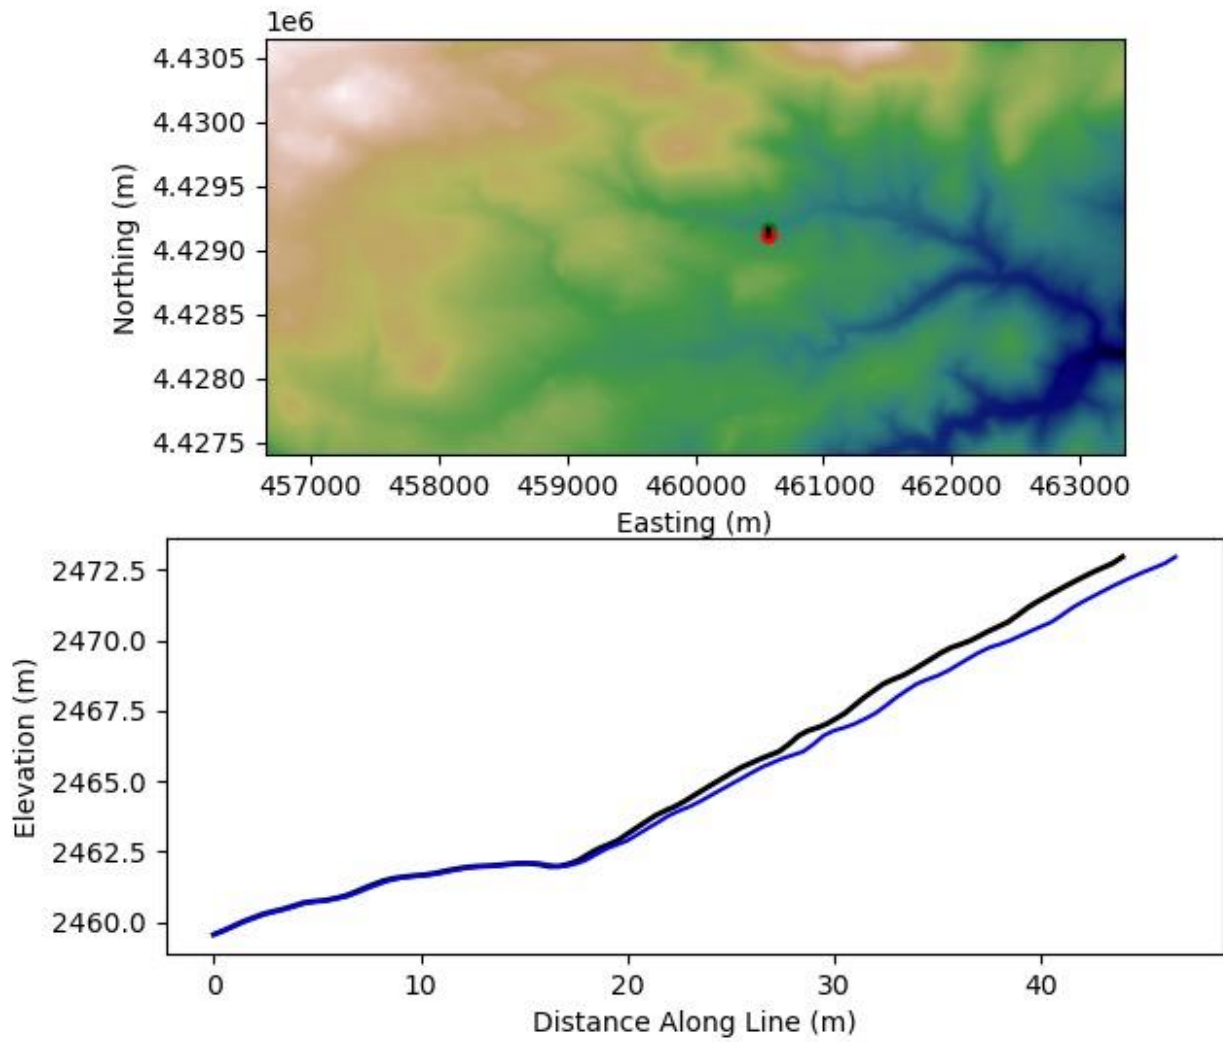 1e6
4.4305
4.4300
4.4295
4.4290
4.4285
4.4280
4.4275
Northing (m)
457000 458000 459000 460000 461000 462000 463000
Easting (m)
2472.5
2470.0
2467.5
2465.0
2462.5
2460.0
Elevation (m)
0 10 20 30 40
Distance Along Line (m)